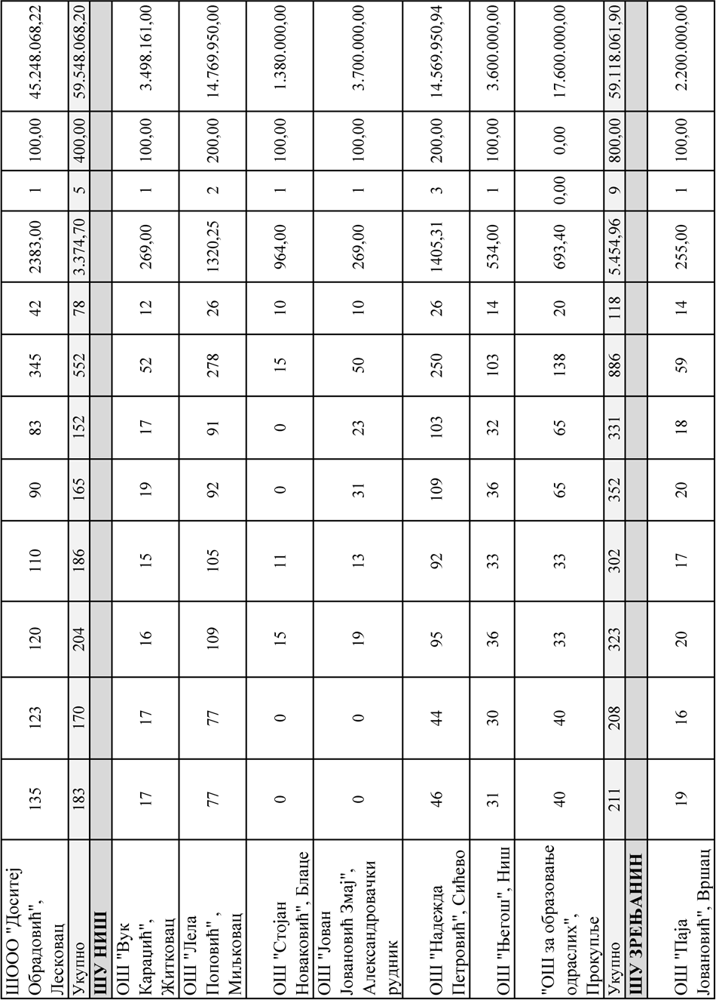 ШООО "Доситеј
Обрадовић",
Лесковац
135 123 120 110 90 83 345 42 2383,00 1 100,00 45.248.068,22
Укупно 183 170 204 186 165 152 552 78 3.374,70 5 400,00 59.548.068,20
ШУ НИШ
ОШ "Вук
Караџић",
Житковац
17 17 16 15 19 17 52 12 269,00 1 100,00 3.498.161,00
ОШ "Лела
Поповић" ,
Миљковац
77 77 109 105 92 91 278 26 1320,25 2 200,00 14.769.950,00
ОШ "Стојан
Новаковић", Блаце
0 0 15 11 0 0 15 10 964,00 1 100,00 1.380.000,00
ОШ "Јован
Јовановић Змај",
Александровачки
рудник
0 0 19 13 31 23 50 10 269,00 1 100,00 3.700.000,00
ОШ "Надежда
Петровић", Сићево
46 44 95 92 109 103 250 26 1405,31 3 200,00 14.569.950,94
ОШ "Његош", Ниш 31 30 36 33 36 32 103 14 534,00 1 100,00 3.600.000,00
"ОШ за образовање
одраслих",
Прокупље
40 40 33 33 65 65 138 20 693,40 0,00 0,00 17.600.000,00
Укупно 211 208 323 302 352 331 886 118 5.454,96 9 800,00 59.118.061,90
ШУ ЗРЕЊАНИН
ОШ "Паја
Јовановић", Вршац
19 16 20 17 20 18 59 14 255,00 1 100,00 2.200.000,00